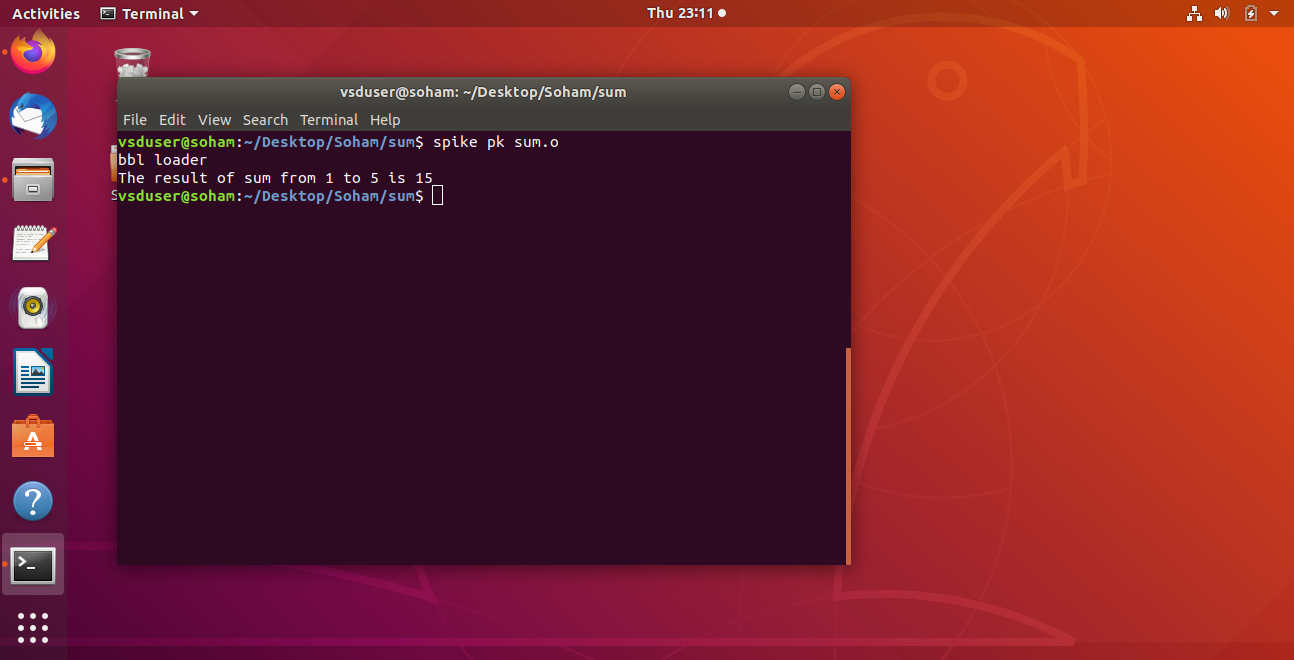 Activities Terminal Thu 23:11
vsduser@soham: ~/Desktop/Soham/sum
File Edit View Search Terminal Help
vsduser@soham:~/Desktop/Soham/sum$ spike pk sum.o
bbl loader
The result of sum from 1 to 5 is 15
vsduser@soham:~/Desktop/Soham/sum$